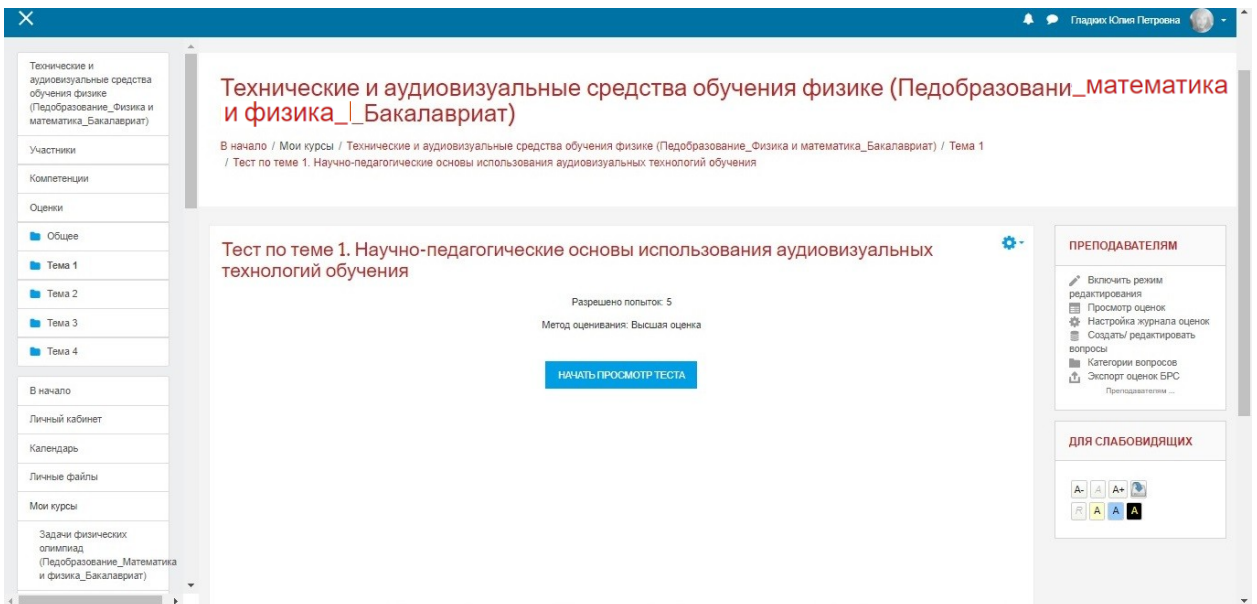 Гладких Юлия Петровна
Технические и
аудиовизуальные средства
обучения физике
(Педобразование_Физика и
математика_Бакалавриат)
Участники
Компетенции
Оценки
Общее
Тема 1
Тема 2
Тема 3
Тема 4
В начало
Личный кабинет
Календарь
Личные файлы
Мои курсы
Задачи физических
олимпиад
(Педобразование_Математика
и физика_Бакалавриат)
Технические и аудиовизуальные средства обучения физике (Педобразовани_математика
и физика_|_Бакалавриат)
В начало / Мои курсы / Технические и аудиовизуальные средства обучения физике (Педобразование_Физика и математика_Бакалавриат) / Тема 1
/ Тест по теме 1. Научно-педагогические основы использования аудиовизуальных технологий обучения
Тест по теме 1. Научно-педагогические основы использования аудиовизуальных
технологий обучения
Разрешено попыток: 5
Метод оценивания: Высшая оценка
НАЧАТЬ ПРОСМОТР ТЕСТА
ПРЕПОДАВАТЕЛЯМ
Включить режим
редактирования
Просмотр оценок
Настройка журнала оценок
Создать/ редактировать
вопросы
Категории вопросов
Экспорт оценок БРС
Преподавателям ...
ДЛЯ СЛАБОВИДЯЩИХ
A- A A+
R A A A